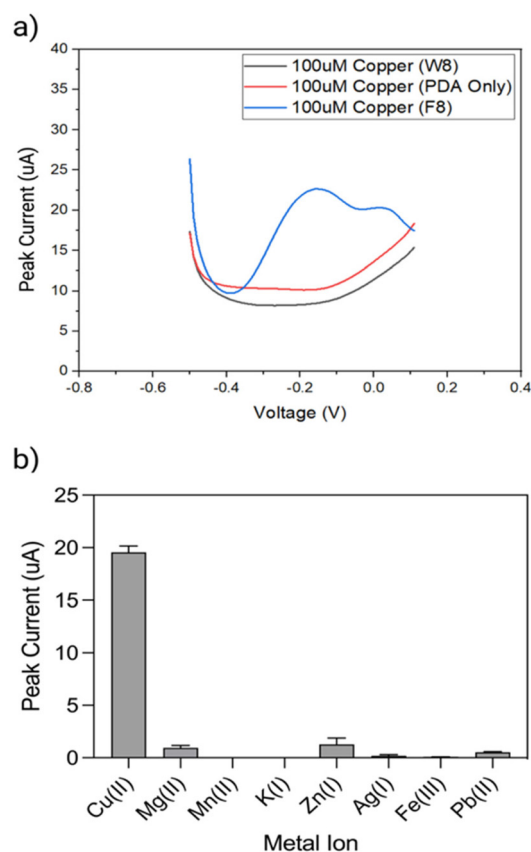 a)
40
35
30
25
20
15
10
5
0
Peak Current (uA)
100uM Copper (W8)
100uM Copper (PDA Only)
100uM Copper (F8)
-0.8 -0.6 -0.4 -0.2 0.0 0.2 0.4
Voltage (V)
b)
25
20
15
10
5
0
Peak Current (uA)
Cu(II) Mg(II) Mn(II) K(I) Zn(I) Ag(I) Fe(III) Pb(II)
Metal Ion